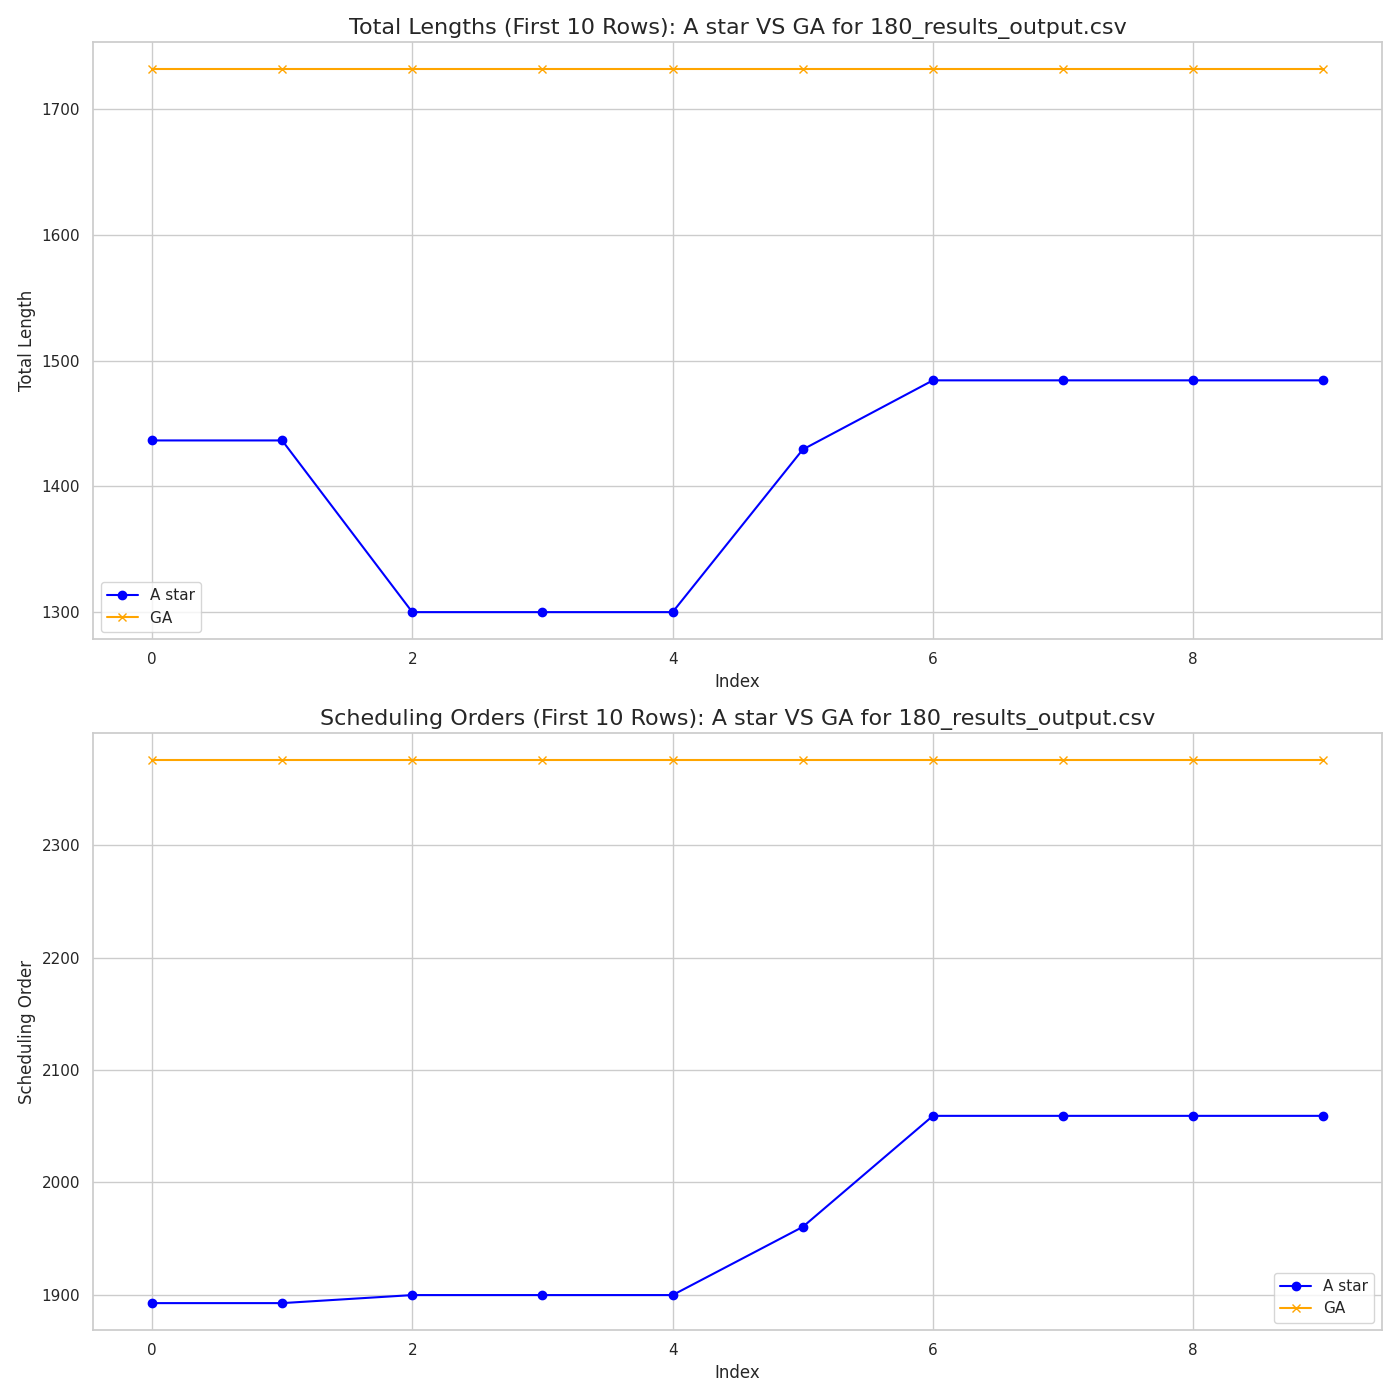 Total Lengths (First 10 Rows): A star VS GA for 180_results_output.csv
1700
1600
1500
1400
1300
Total Length
A star
GA
0 2 4 6 8
Index
Scheduling Orders (First 10 Rows): A star VS GA for 180_results_output.csv
2300
2200
2100
2000
1900
Scheduling Order
A star
GA
0 2 4 6 8
Index